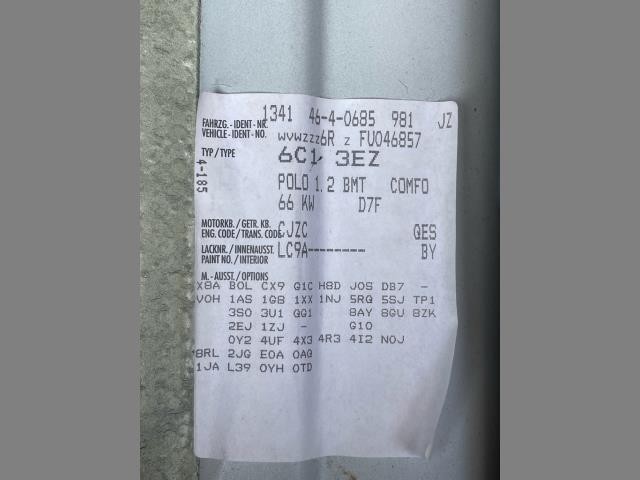 1341 46-4-0685 981 JZ
FAHRZG.-IDENT-NR.
VEHICLE-IDENT-NO. WVWZZZ6R Z FU046857
TYP/TYPE 6C1 3EZ
4-185
POLO 1.2 BMT COMFO
66 KW D7F
MOTORKB./GETR.KB.
ENG. CODE/TRANS. CODE CJZC QES
LACKNR./INNENAUSST.
PAINT NO./INTERIOR LC9A-------- BY
M.-AUSST./OPTIONS
X8A B0L CX9 G1C H8D J0S DB7 -
V0H 1AS 1G8 1XX 1NJ 5RQ 5SJ TP1
3S0 3U1 QG1 8AY 8GU 8ZK
2EJ 1ZJ - G10
0Y2 4UF 4X3 4R3 4I2 N0J
8RL 2JG E0A 0AG
1JA L39 0YH 0TD